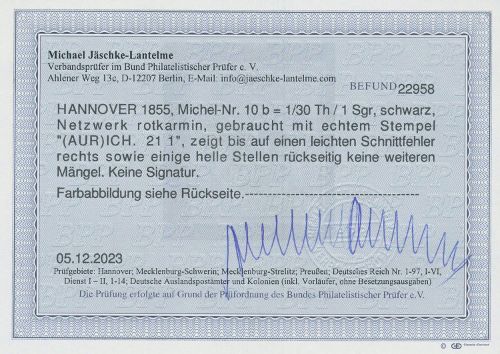 Michael Jäschke-Lantelme
Verbandsprüfer im Bund Philatelistischer Prüfer e. V.
Ahlener Weg 13c, D-12207 Berlin, E-Mail: info@jaeschke-lantelme.com
BEFUND 22958
HANNOVER 1855, Michel-Nr. 10 b = 1/30 Th / 1 Sgr, schwarz,
Netzwerk rotkarmin, gebraucht mit echtem Stempel
"(AUR)ICH. 21 1", zeigt bis auf einen leichten Schnittfehler
rechts sowie einige helle Stellen rückseitig keine weiteren
Mängel. Keine Signatur.
Farbabbildung siehe Rückseite.
05.12.2023
Prüfgebiete: Hannover; Mecklenburg-Schwerin; Mecklenburg-Strelitz; Preußen; Deutsches Reich Nr. 1-97, I-VI,
Dienst I – II, 1-14; Deutsche Auslandspostämter und Kolonien (inkl. Vorläufer, ohne Besetzungsausgaben)
Die Prüfung erfolgte auf Grund der Prüfordnung des Bundes Philatelistischer Prüfer e.V.